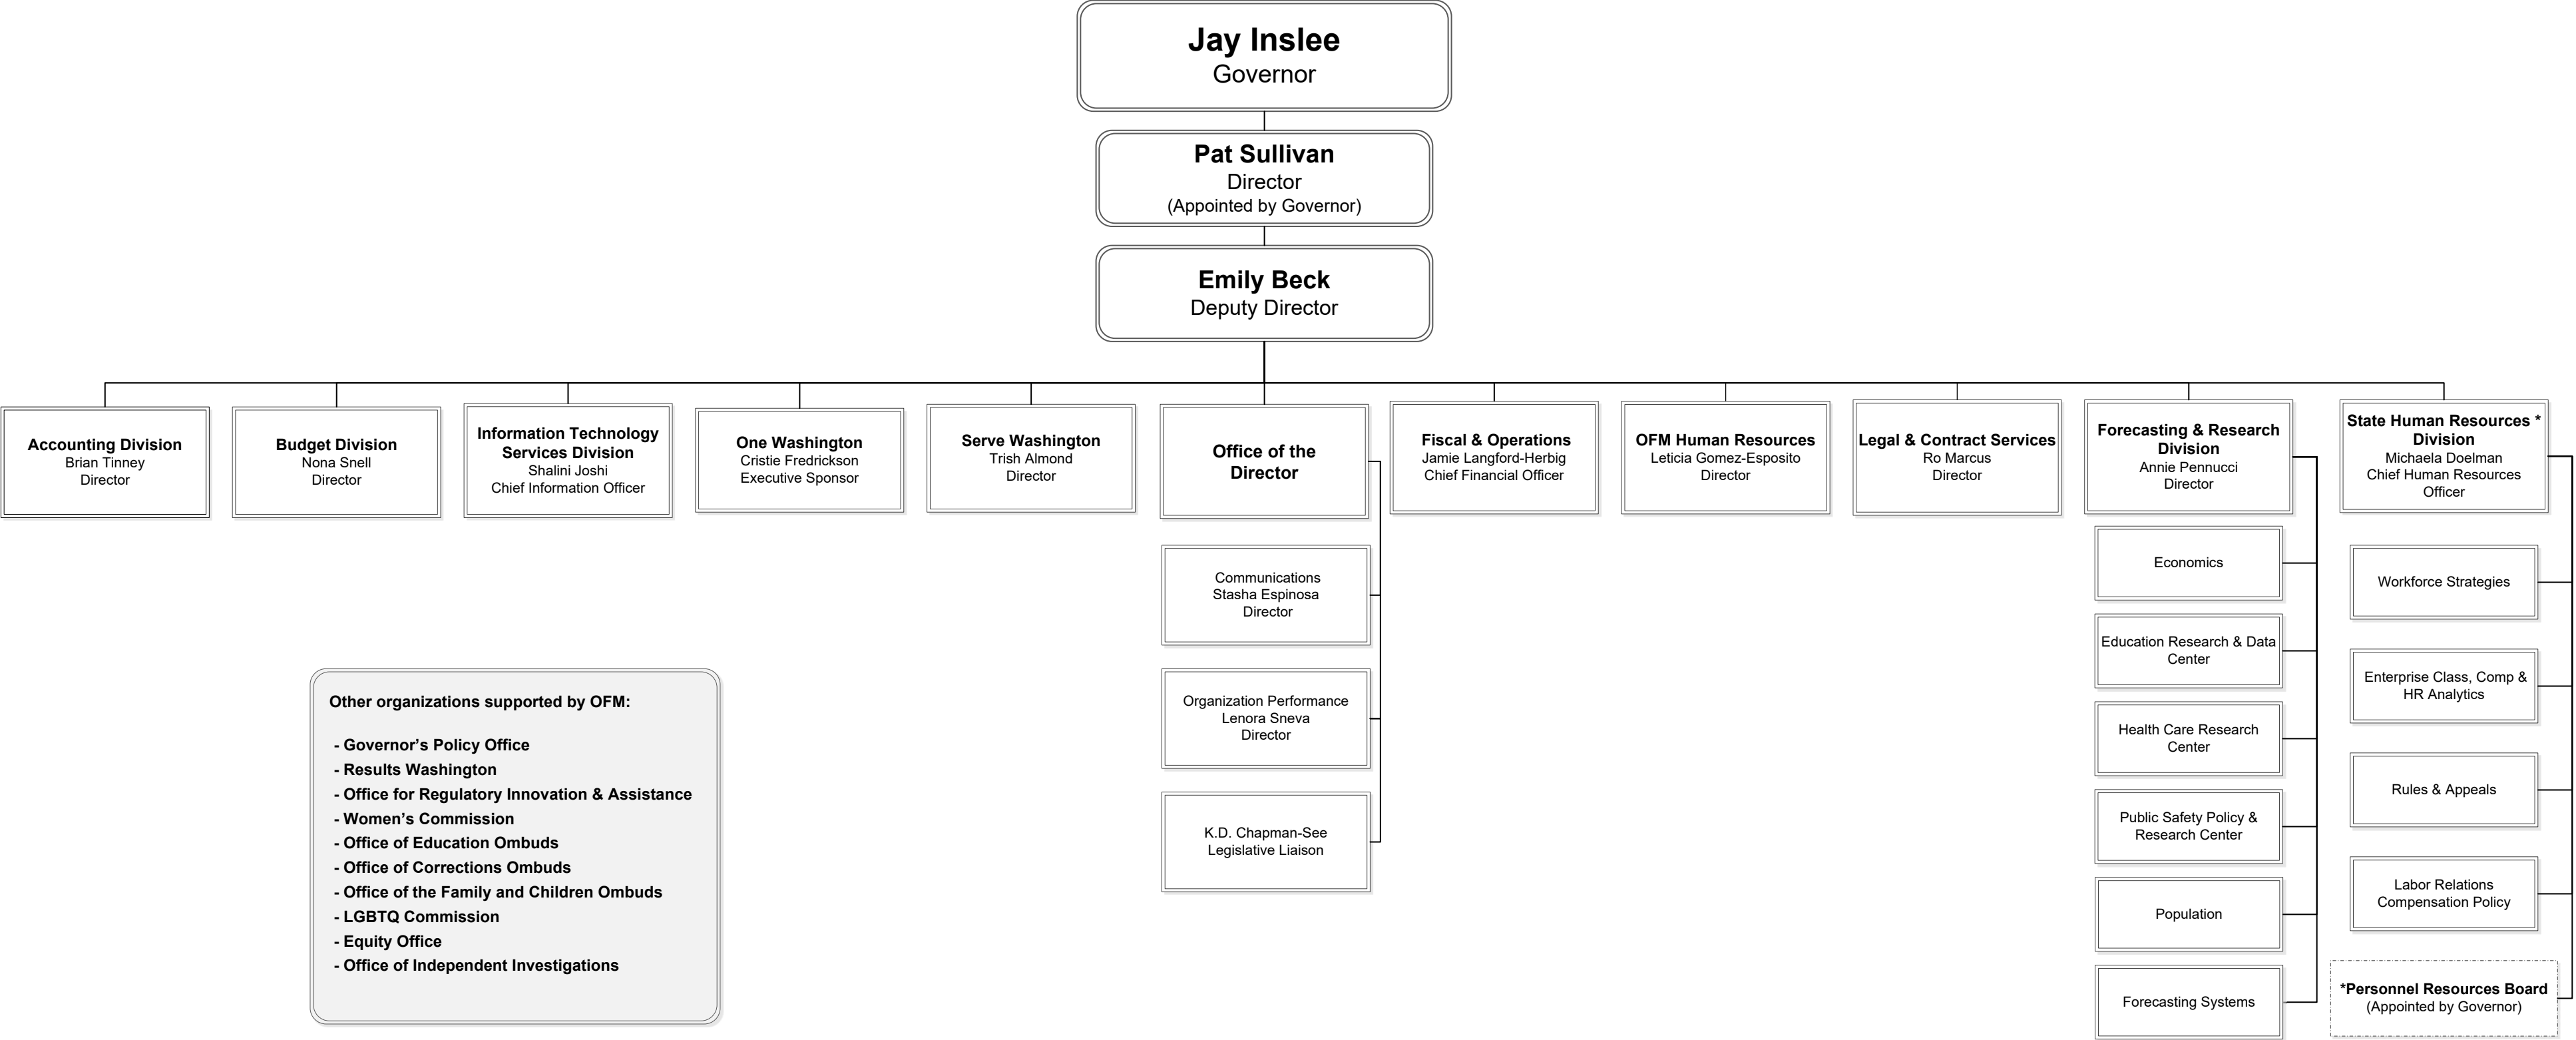 Jay Inslee
Governor
Pat Sullivan
Director
(Appointed by Governor)
Emily Beck
Deputy Director
Accounting Division
Brian Tinney
Director
Budget Division
Nona Snell
Director
Information Technology
Services Division
Shalini Joshi
Chief Information Officer
One Washington
Cristie Fredrickson
Executive Sponsor
Serve Washington
Trish Almond
Director
Office of the
Director
Fiscal & Operations
Jamie Langford-Herbig
Chief Financial Officer
OFM Human Resources
Leticia Gomez-Esposito
Director
Legal & Contract Services
Ro Marcus
Director
Forecasting & Research
Division
Annie Pennucci
Director
State Human Resources *
Division
Michaela Doelman
Chief Human Resources
Officer
Communications
Stasha Espinosa
Director
Organization Performance
Lenora Sneva
Director
K.D. Chapman-See
Legislative Liaison
Economics
Education Research & Data
Center
Health Care Research
Center
Public Safety Policy &
Research Center
Population
Forecasting Systems
Workforce Strategies
Enterprise Class, Comp &
HR Analytics
Rules & Appeals
Labor Relations
Compensation Policy
*Personnel Resources Board
(Appointed by Governor)
Other organizations supported by OFM:
- Governor’s Policy Office
- Results Washington
- Office for Regulatory Innovation & Assistance
- Women’s Commission
- Office of Education Ombuds
- Office of Corrections Ombuds
- Office of the Family and Children Ombuds
- LGBTQ Commission
- Equity Office
- Office of Independent Investigations